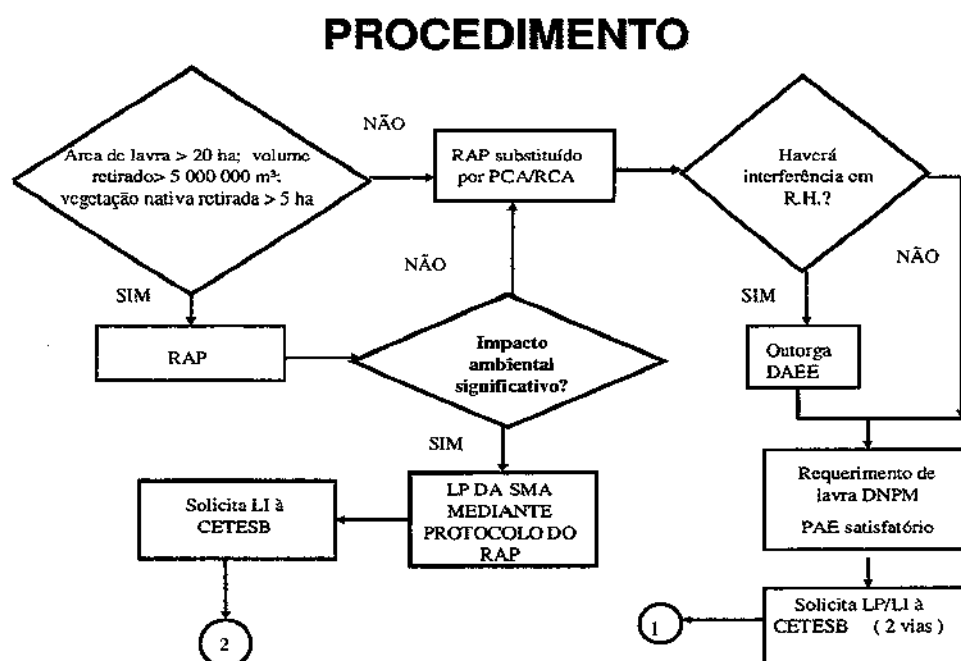 PROCEDIMENTO
NÃO
Area de lavra > 20 ha; volume
retirado> 5 000 000 m³;
vegetação nativa retirada > 5 ha
RAP substituído
por PCA/RCA
Haverá
interferência em
R.H.?
NÃO
NÃO
SIM
SIM
RAP
Impacto
ambiental
significativo?
Outorga
DAEE
SIM
Solicita LI à
CETESB
LP DA SMA
MEDIANTE
PROTOCOLO DO
RAP
Requerimento de
lavra DNPM
PAE satisfatório
2
1
Solicita LP/LI à
CETESB ( 2 vias )